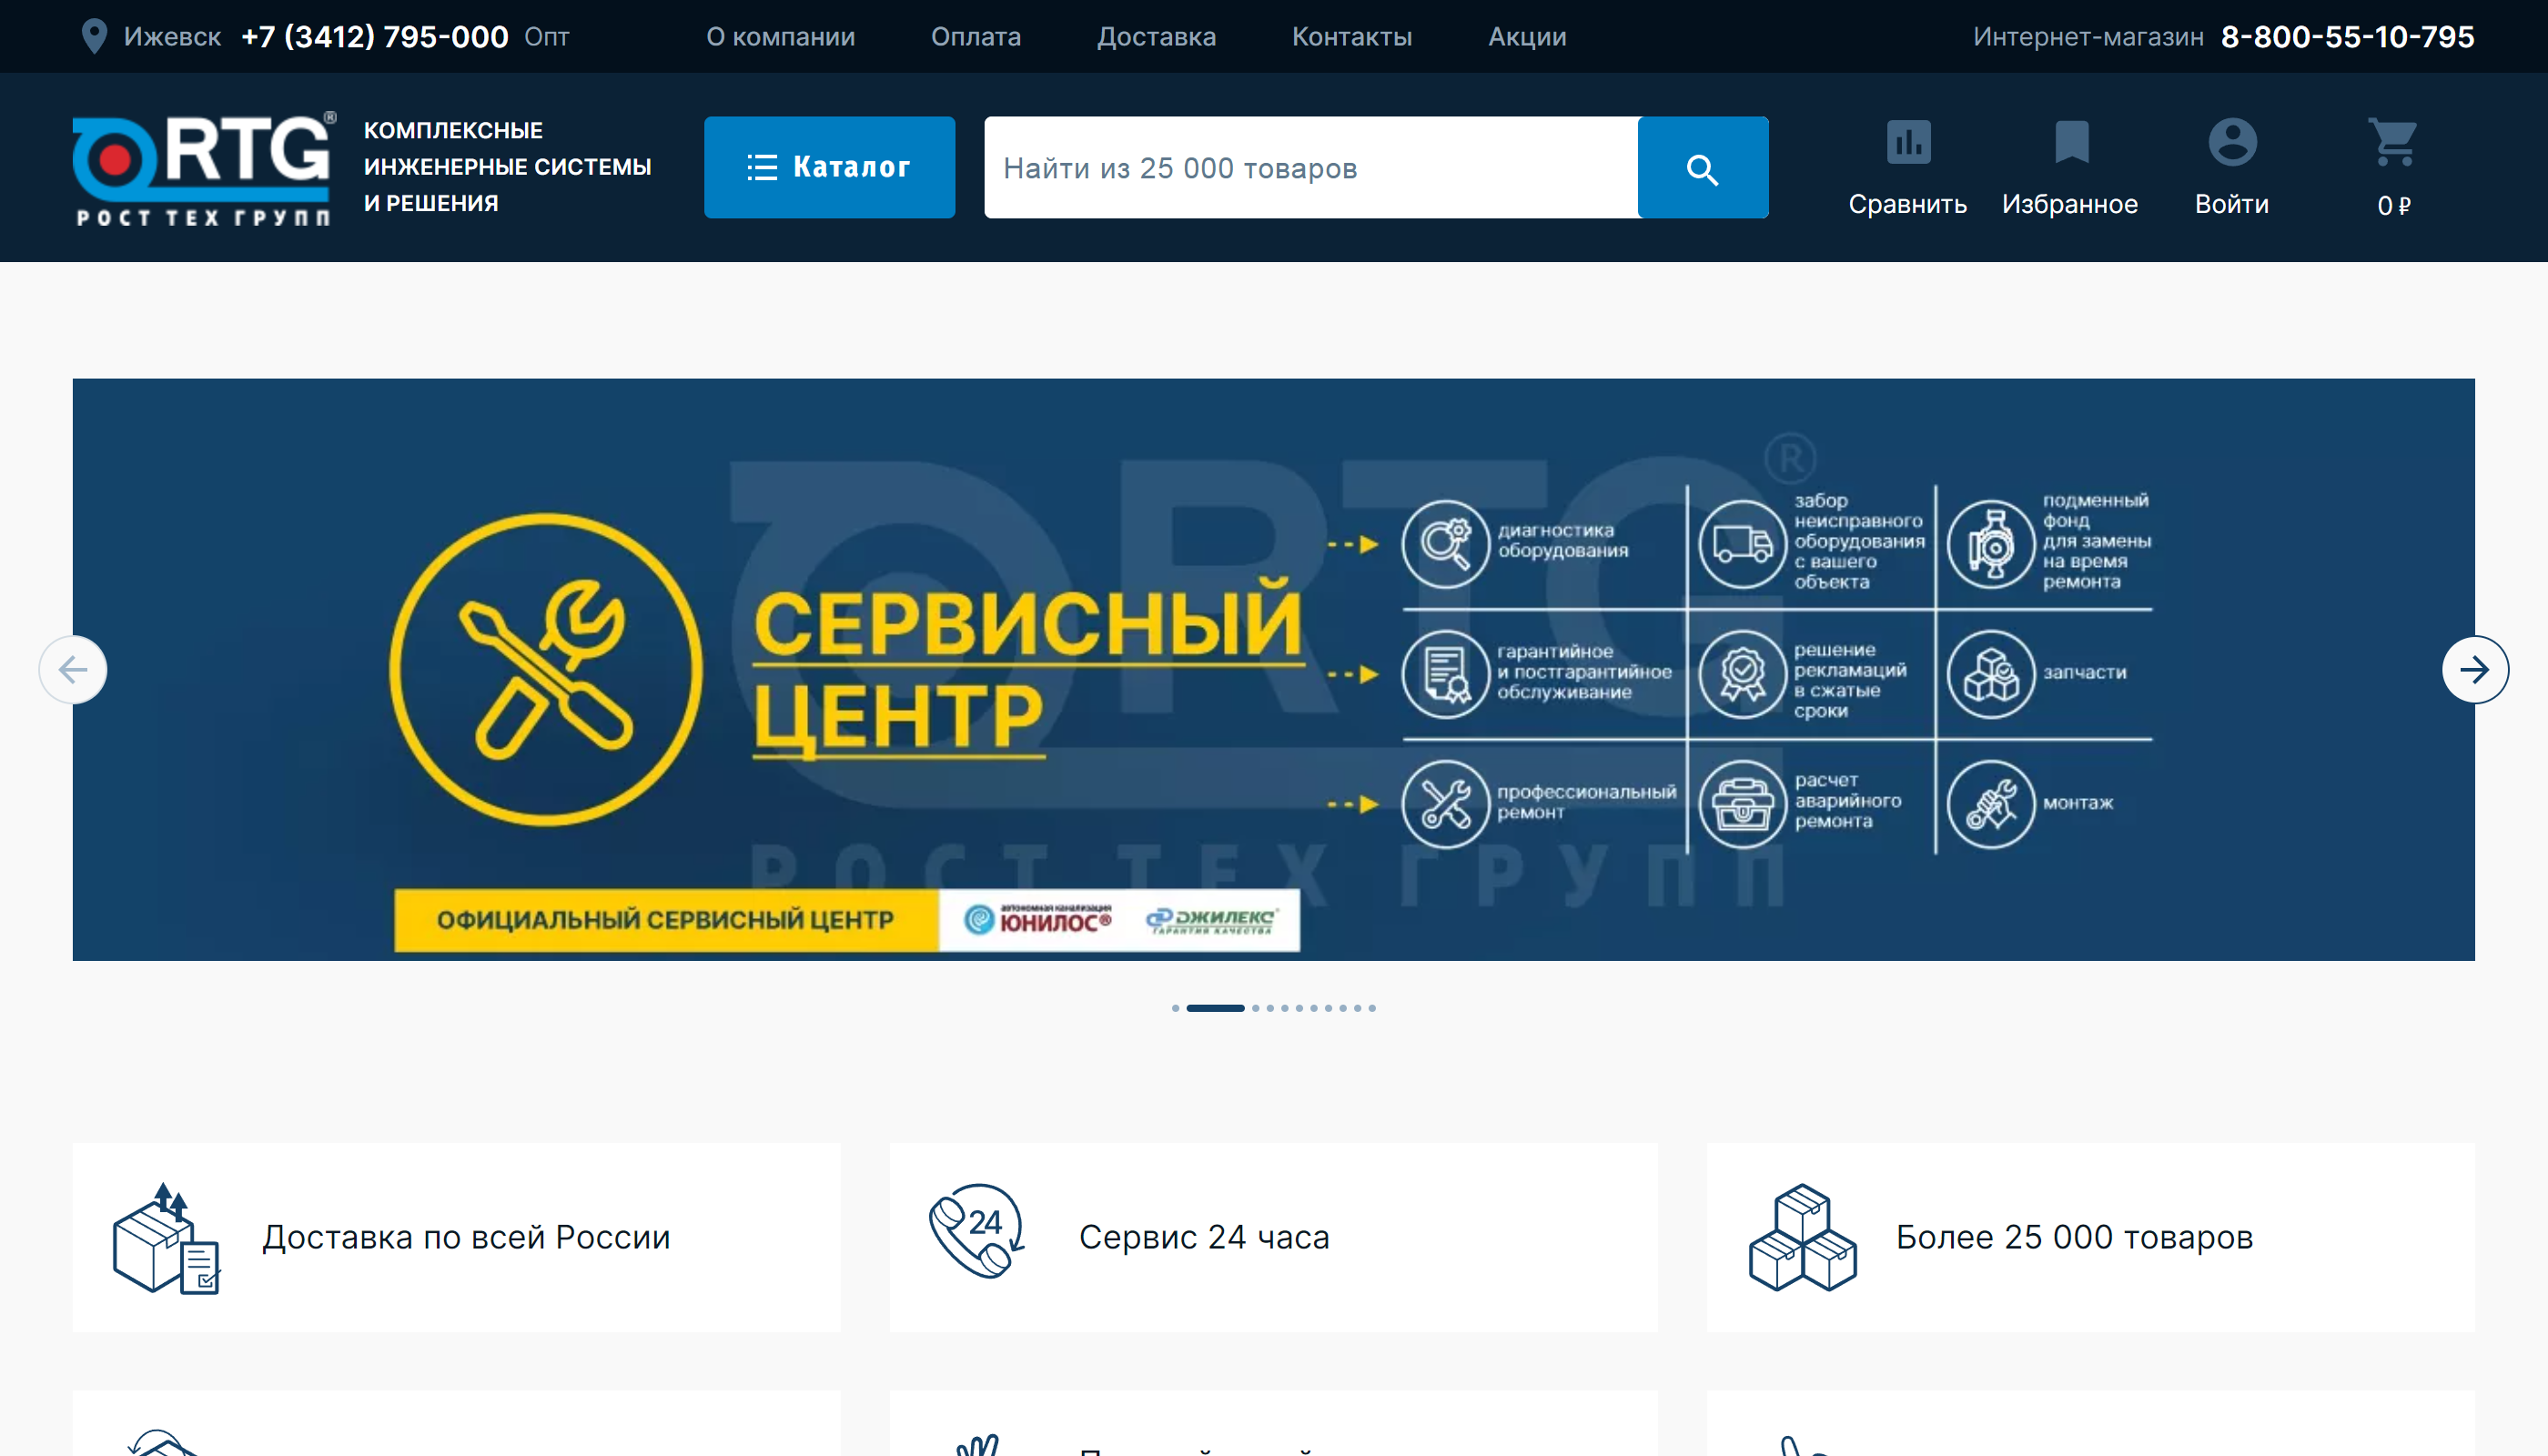 Ижевск +7 (3412) 795-000 Опт
О компании Оплата Доставка Контакты Акции
Интернет-магазин 8-800-55-10-795
RTG®
РОСТ ТЕХ ГРУПП
КОМПЛЕКСНЫЕ
ИНЖЕНЕРНЫЕ СИСТЕМЫ
И РЕШЕНИЯ
Каталог
Найти из 25 000 товаров
Сравнить Избранное Войти 0 ₽
RTG®
РОСТ ТЕХ ГРУПП
СЕРВИСНЫЙ
ЦЕНТР
диагностика
оборудования
забор
неисправного
оборудования
с вашего
объекта
подменный
фонд
для замены
на время
ремонта
гарантийное
и постгарантийное
обслуживание
решение
рекламаций
в сжатые
сроки
запчасти
профессиональный
ремонт
расчет
аварийного
ремонта
монтаж
ОФИЦИАЛЬНЫЙ СЕРВИСНЫЙ ЦЕНТР
автономная канализация
ЮНИЛОС®
ДЖИЛЕКС®
ГАРАНТИЯ КАЧЕСТВА
Доставка по всей России
24
Сервис 24 часа
Более 25 000 товаров